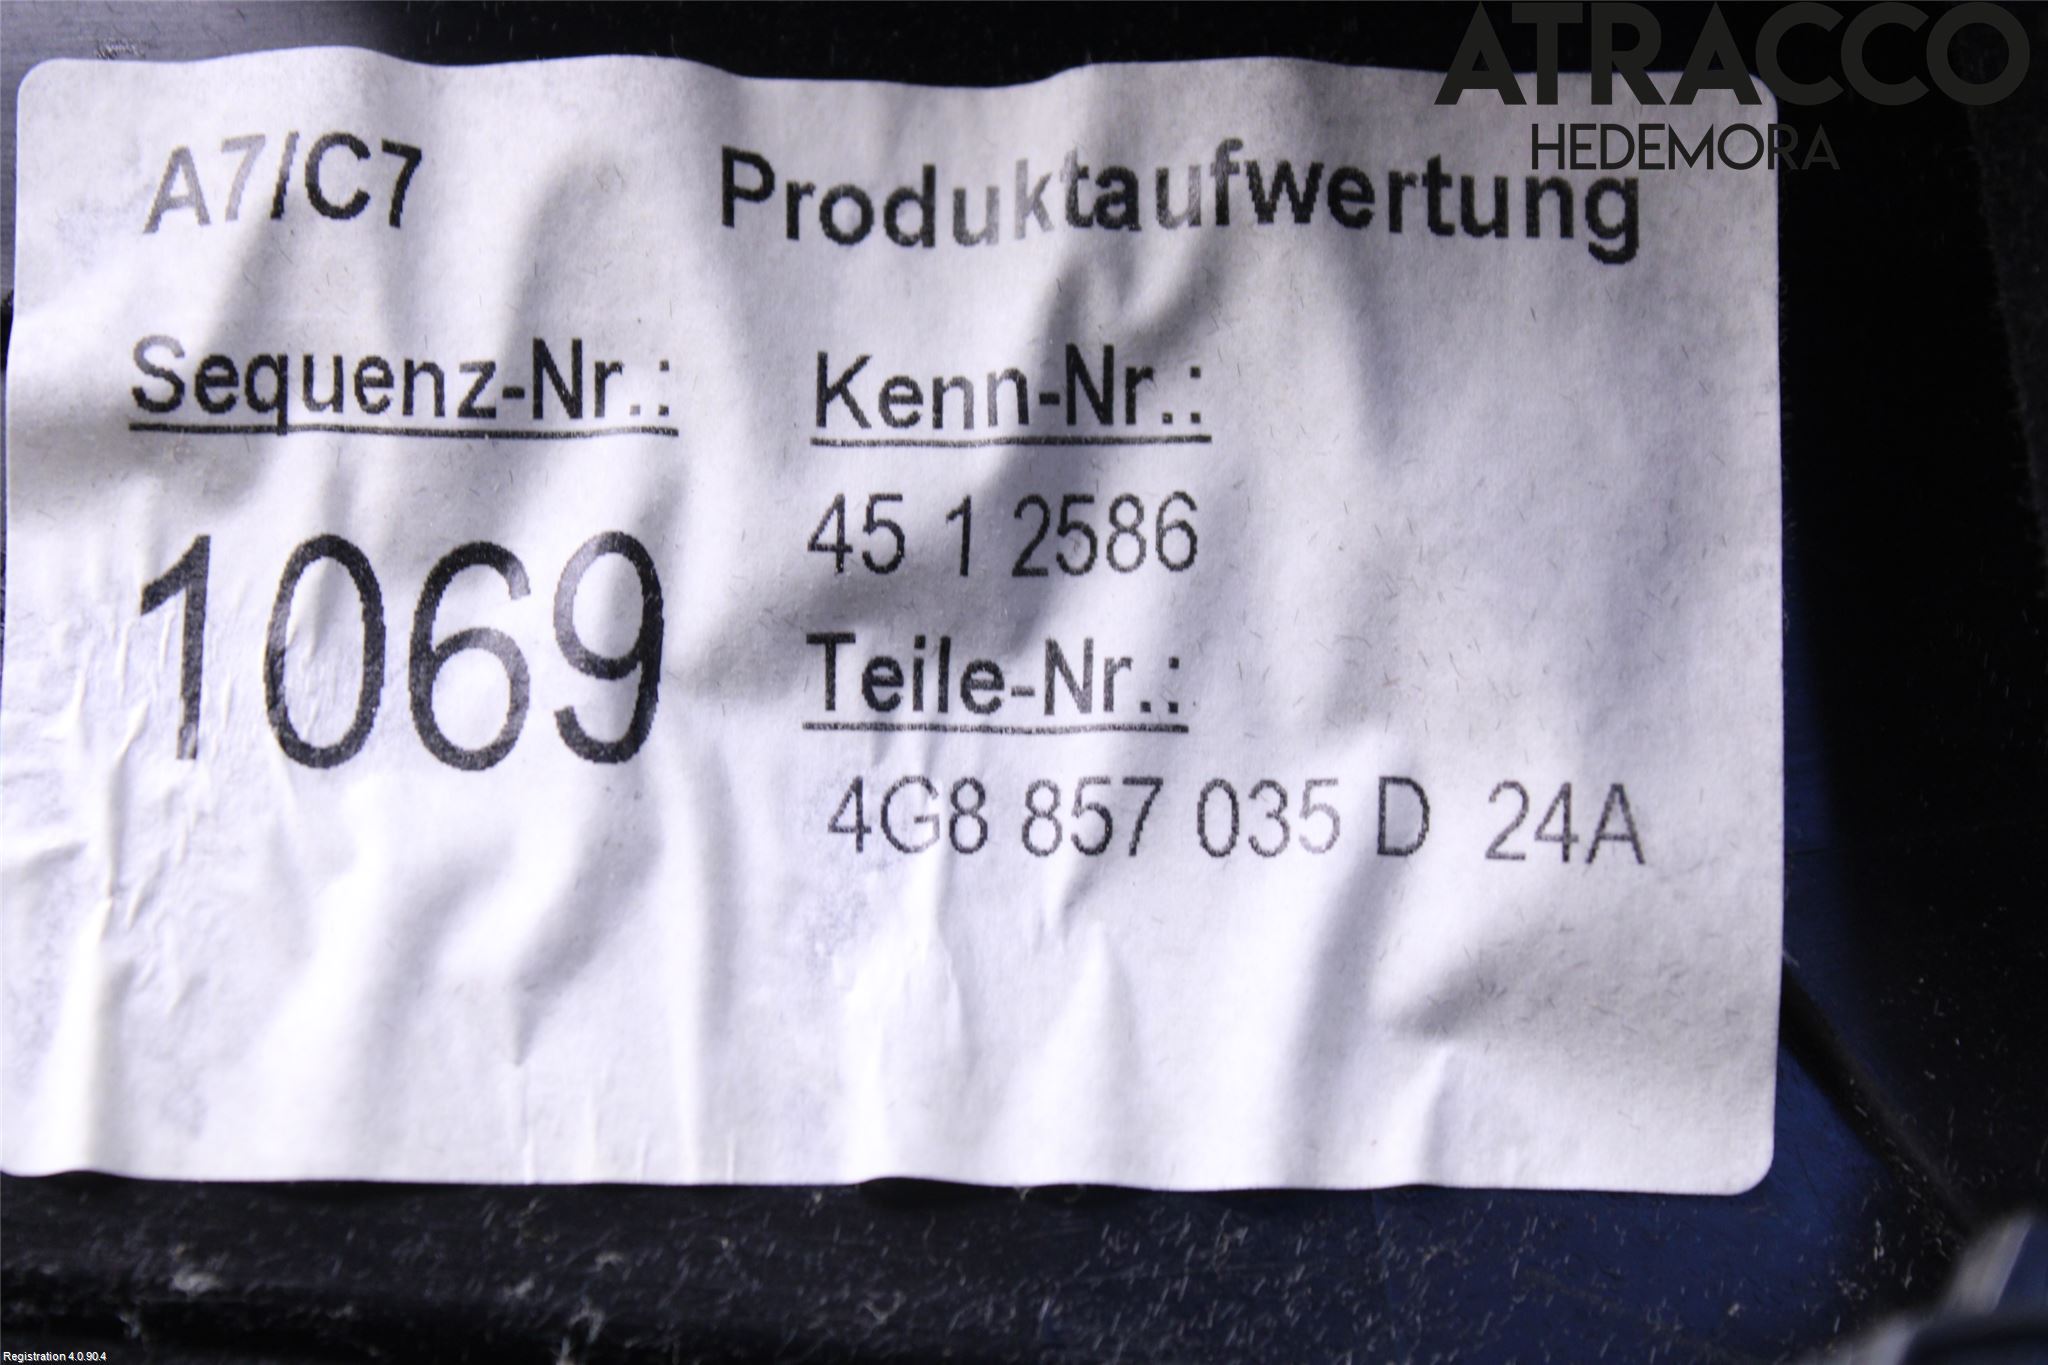 ATRACCO
HEDEMORA
A7/C7 Produktaufwertung
Sequenz-Nr.: Kenn-Nr.:
1069 45 1 2586
Teile-Nr.:
4G8 857 035 D 24A
Registration 4.0.90.4